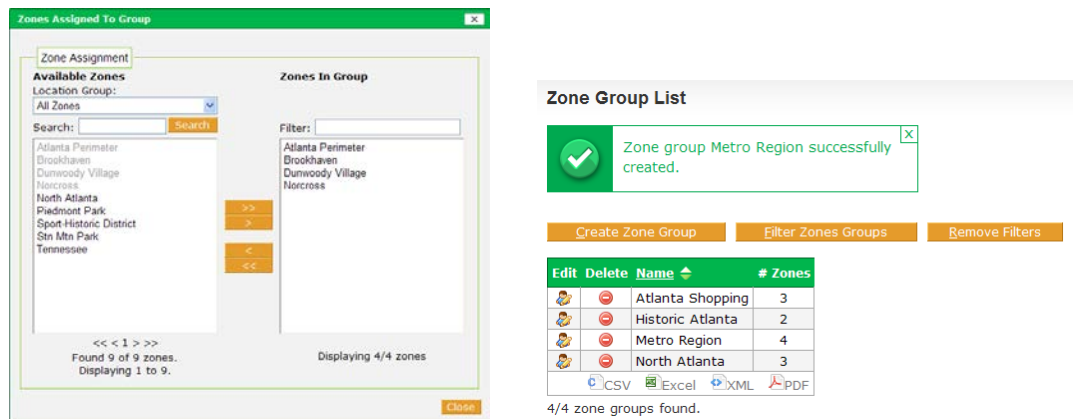 Zones Assigned To Group
x
Zone Assignment
Available Zones
Location Group:
All Zones
Search:
Search
Atlanta Perimeter
Brookhaven
Dunwoody Village
Norcross
North Atlanta
Piedmont Park
Sport-Historic District
Stn Mtn Park
Tennessee
<< < 1 > >>
Found 9 of 9 zones.
Displaying 1 to 9.
>>
>
<
<<
Zones In Group
Filter:
Atlanta Perimeter
Brookhaven
Dunwoody Village
Norcross
Displaying 4/4 zones
Close
Zone Group List
Zone group Metro Region successfully
created.
X
Create Zone Group Filter Zones Groups Remove Filters
Edit Delete Name # Zones
Atlanta Shopping 3
Historic Atlanta 2
Metro Region 4
North Atlanta 3
CSV Excel XML PDF
4/4 zone groups found.